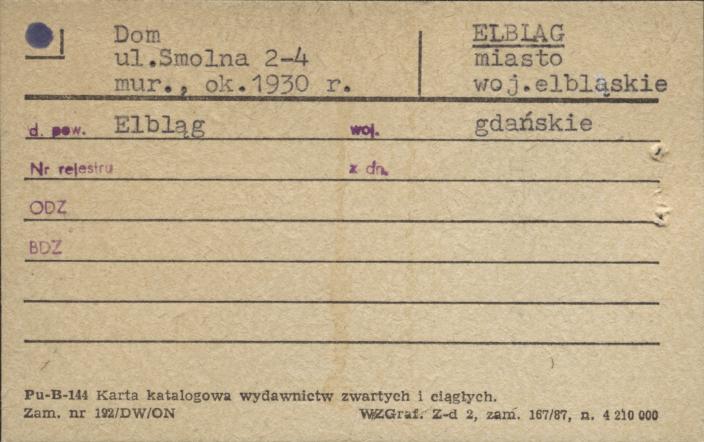 Dom
ul.Smolna 2-4
mur., ok.1930 r.
ELBLĄG
miasto
woj.elbląskie
d. pow. Elbląg woj. gdańskie
Nr rejestru z dn.
ODZ
BDZ
Pu-B-144 Karta katalogowa wydawnictw zwartych i ciągłych.
Zam. nr 192/DW/ON WZGraf. Z-d 2, zam. 167/87, n. 4 210 000